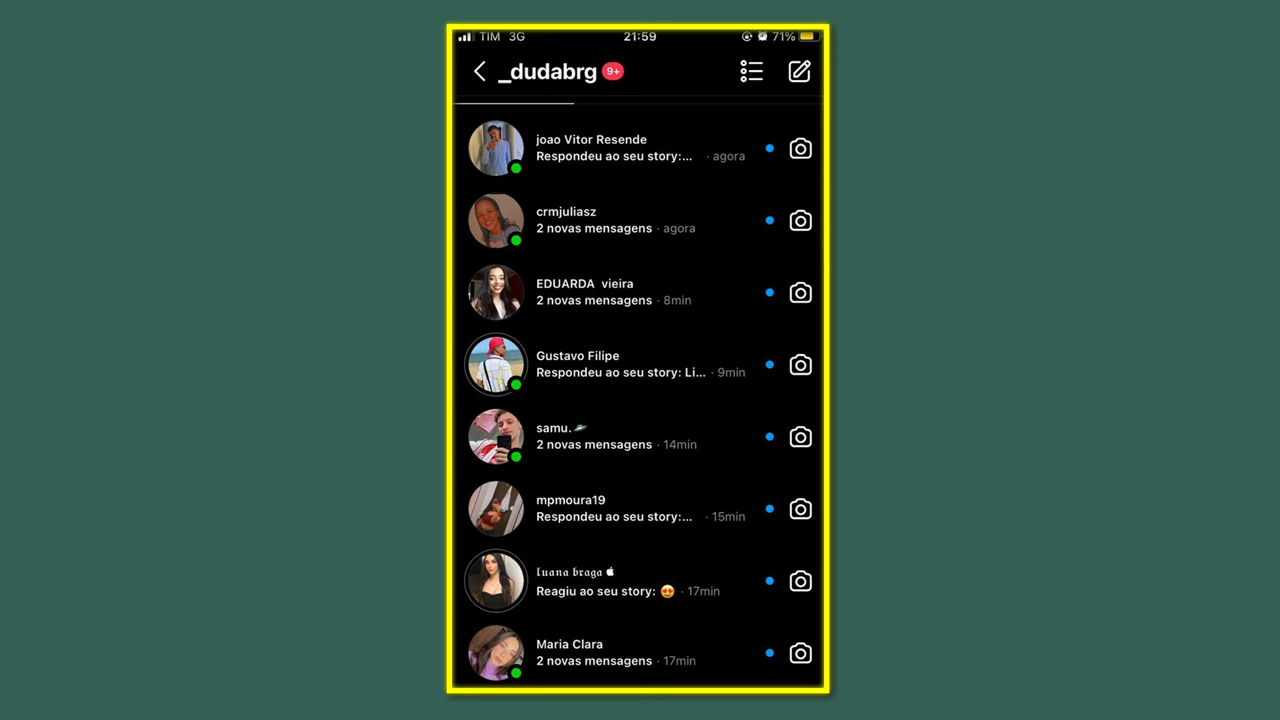 TIM 3G 21:59 71%
_dudabrg 9+
joao Vitor Resende
Respondeu ao seu story:... · agora
crmjuliasz
2 novas mensagens · agora
EDUARDA vieira
2 novas mensagens · 8min
Gustavo Filipe
Respondeu ao seu story: Li... · 9min
samu.🪐
2 novas mensagens · 14min
mpmoura19
Respondeu ao seu story:... · 15min
𝔩𝔲𝔞𝔫𝔞 𝔟𝔯𝔞𝔤𝔞 
Reagiu ao seu story: 😍 · 17min
Maria Clara
2 novas mensagens · 17min